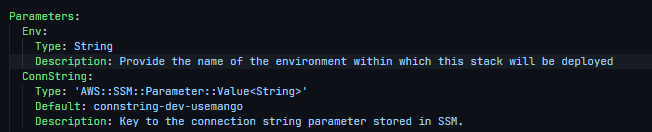 Parameters:
Env:
Type: String
Description: Provide the name of the environment within which this stack will be deployed
ConnString:
Type: 'AWS::SSM::Parameter::Value<String>'
Default: connstring-dev-usemango
Description: Key to the connection string parameter stored in SSM.